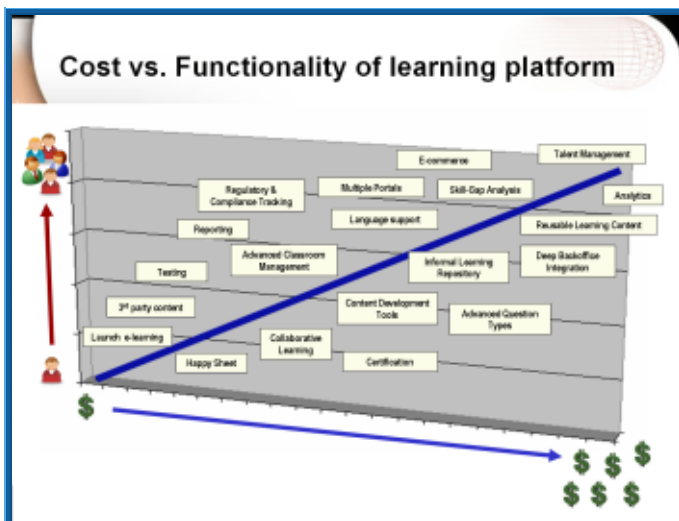 Cost vs. Functionality of learning platform
E-commerce
Talent Management
Regulatory &
Compliance Tracking
Multiple Portals
Skill-Gap Analysis
Analytics
Language support
Reusable Learning Content
Reporting
Advanced Classroom
Management
Informal Learning
Repository
Deep Backoffice
Integration
Testing
3rd party content
Content Development
Tools
Advanced Question
Types
Launch e-learning
Collaborative
Learning
Happy Sheet
Certification
$
$ $ $
$ $ $